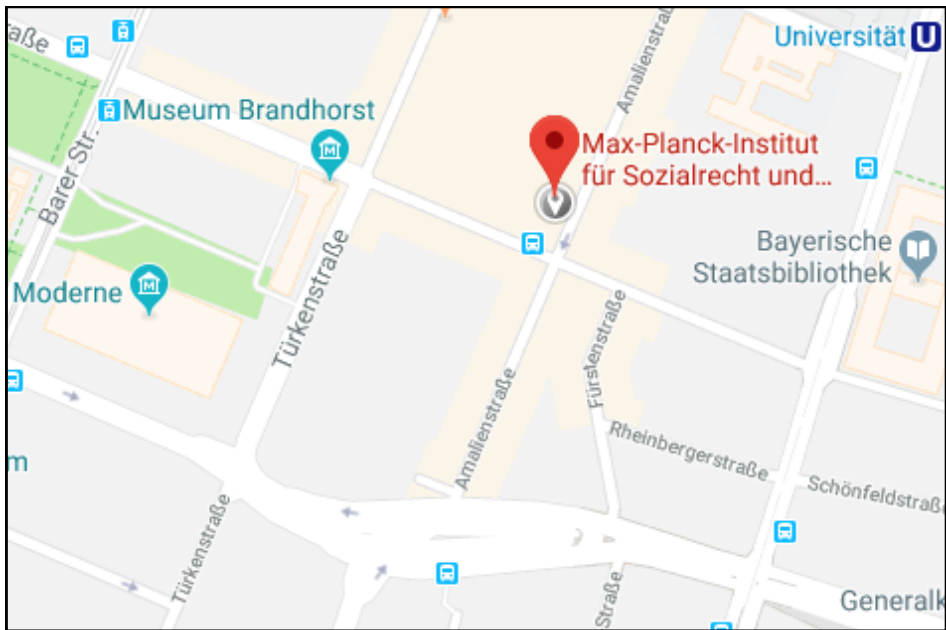 aße
Universität U
Amalienstraße
Museum Brandhorst
Barer Str.
Max-Planck-Institut
für Sozialrecht und...
Bayerische
Staatsbibliothek
Moderne
Türkenstraße
Fürstenstraße
Amalienstraße
Rheinbergerstraße
m
Schönfeldstraß
Türkenstraße
Straße
Generalk